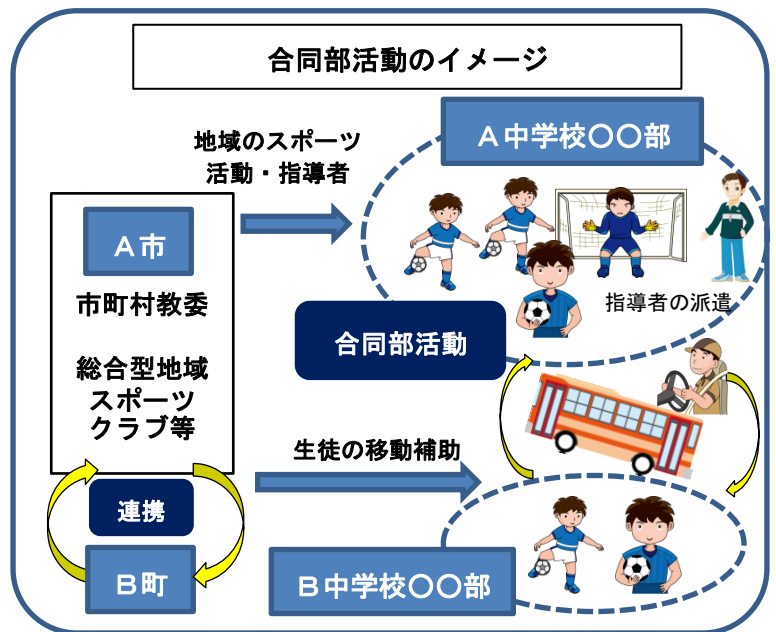 合同部活動のイメージ
地域のスポーツ
活動・指導者
A中学校〇〇部
A市
市町村教委
総合型地域
スポーツ
クラブ等
指導者の派遣
合同部活動
生徒の移動補助
連携
B町
B中学校〇〇部